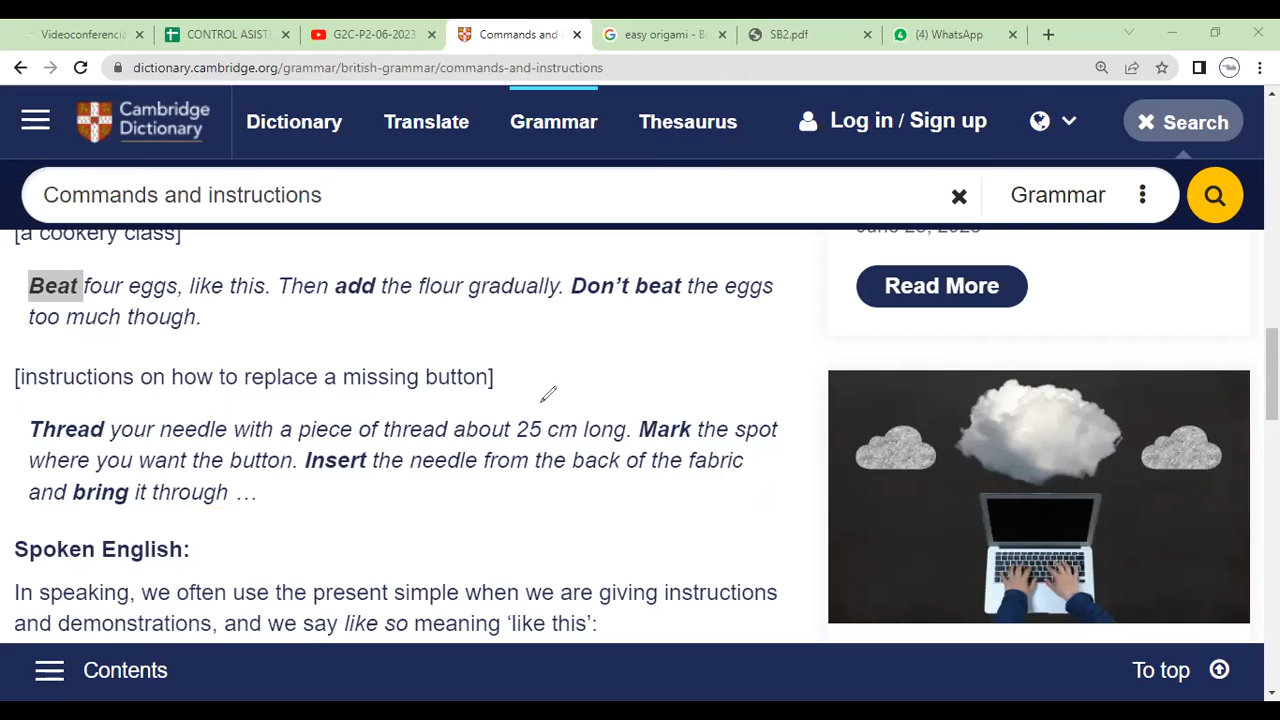 Videoconferencia
CONTROL ASIST
G2C-P2-06-2023
Commands and i
easy origami - B
SB2.pdf
(4) WhatsApp
dictionary.cambridge.org/grammar/british-grammar/commands-and-instructions
Cambridge
Dictionary
Dictionary
Translate
Grammar
Thesaurus
Log in / Sign up
Search
Commands and instructions
Grammar
[a cookery class]
Beat four eggs, like this. Then add the flour gradually. Don’t beat the eggs
too much though.
Read More
[instructions on how to replace a missing button]
Thread your needle with a piece of thread about 25 cm long. Mark the spot
where you want the button. Insert the needle from the back of the fabric
and bring it through …
Spoken English:
In speaking, we often use the present simple when we are giving instructions
and demonstrations, and we say like so meaning ‘like this’:
Contents
To top